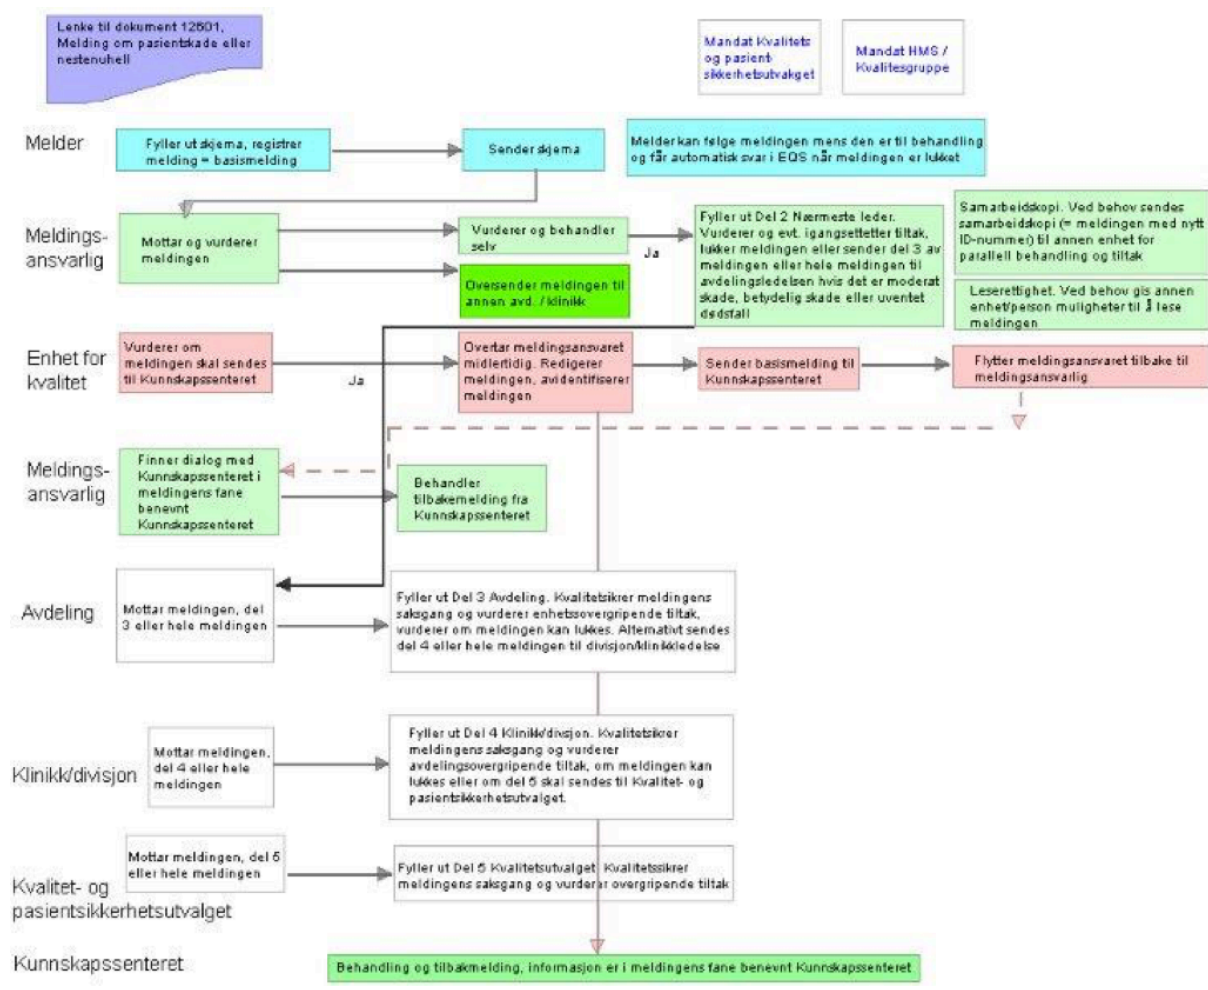 Lenke til dokument 12601,
Melding om pasientskade eller
nestenuhell
Mandat Kvalitets
og pasient
sikkerhetsutvakget
Mandat HMS /
Kvalitesgruppe
Melder
Fyller ut skjema, registrer
melding = basismelding
Sender skjema
Melder kan følge meldingen mens den er til behandling
og får automatisk svar i EQS når meldingen er lukket
Meldings-
ansvarlig
Mottar og vurderer
meldingen
Vurderer og behandler
selv
Ja
Oversender meldingen til
annen avd. / klinikk
Fyller ut Del 2 Nærmeste leder.
Vurderer og evt. igangsettetter tiltak,
lukker meldingen eller sender del 3 av
meldingen eller hele meldingen til
avdelingsledelsen hvis det er moderat
skade, betydelig skade eller uventet
dødsfall
Samarbeidskopi. Ved behov sendes
samarbeidskopi (= meldingen med nytt
ID-nummer) til annen enhet for
parallell behandling og tiltak
Leserettighet. Ved behov gis annen
enhet/person muligheter til å lese
meldingen
Enhet for
kvalitet
Vurderer om
meldingen skal sendes
til Kunnskapssenteret
Ja
Overtar meldingsansvaret
midlertidig. Redigerer
meldingen, avidentifiserer
meldingen
Sender basismelding til
Kunnskapssenteret
Flytter meldingsansvaret tilbake til
meldingsansvarlig
Meldings-
ansvarlig
Finner dialog med
Kunnskapssenteret i
meldingens fane
benevnt
Kunnskapssenteret
Behandler
tilbakemelding fra
Kunnskapssenteret
Avdeling
Mottar meldingen, del
3 eller hele meldingen
Fyller ut Del 3 Avdeling. Kvalitetsikrer meldingens
saksgang og vurderer enhetssovergripende tiltak,
vurderer om meldingen kan lukkes. Alternativt sendes
del 4 eller hele meldingen til divisjon/klinikkledelse
Klinikk/divisjon
Mottar meldingen,
del 4 eller hele
meldingen
Fyller ut Del 4 Klinikk/divsjon. Kvalitetsikrer
meldingens saksgang og vurderer
avdelingsovergripende tiltak, om meldingen kan
lukkes eller om del 5 skal sendes til Kvalitet- og
pasientsikkerhetsutvalget.
Kvalitet- og
pasientsikkerhetsutvalget
Mottar meldingen, del 5
eller hele meldingen
Fyller ut Del 5 Kvalitetsutvalget. Kvalitetssikrer
meldingens saksgang og vurderer overgripende tiltak
Kunnskapssenteret
Behandling og tilbakmelding, informasjon er i meldingens fane benevnt Kunnskapssenteret